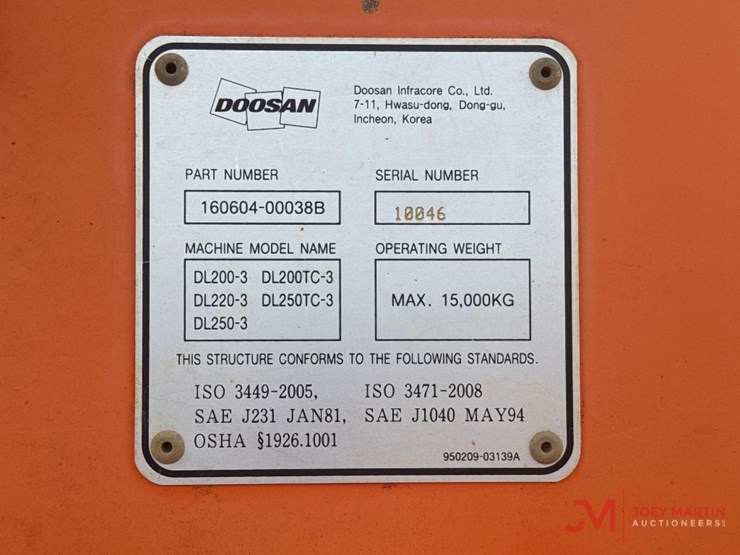 DOOSAN
Doosan Infracore Co., Ltd.
7-11, Hwasu-dong, Dong-gu,
Incheon, Korea
PART NUMBER SERIAL NUMBER
160604-00038B 10046
MACHINE MODEL NAME OPERATING WEIGHT
DL200-3 DL200TC-3
DL220-3 DL250TC-3 MAX. 15,000KG
DL250-3
THIS STRUCTURE CONFORMS TO THE FOLLOWING STANDARDS.
ISO 3449-2005, ISO 3471-2008
SAE J231 JAN81, SAE J1040 MAY94
OSHA §1926.1001
950209-03139A
JM JOEY MARTIN
AUCTIONEERS